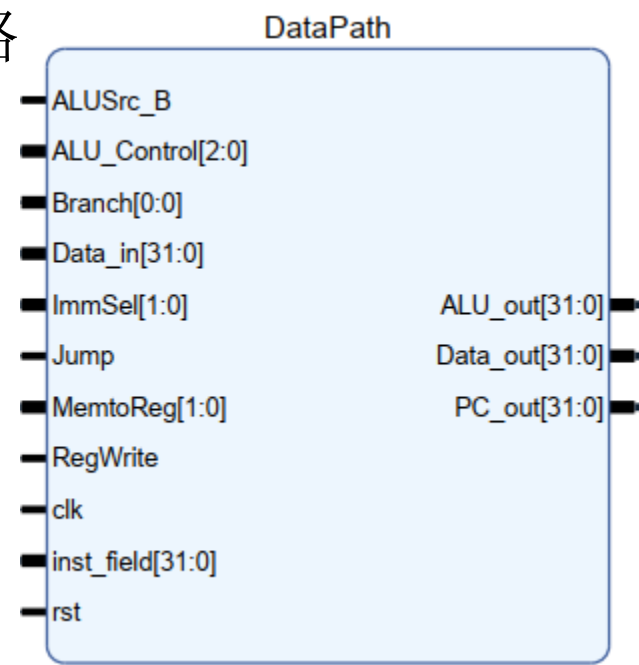 DataPath
ALUSrc_B
ALU_Control[2:0]
Branch[0:0]
Data_in[31:0]
ImmSel[1:0]
Jump
MemtoReg[1:0]
RegWrite
clk
inst_field[31:0]
rst
ALU_out[31:0]
Data_out[31:0]
PC_out[31:0]